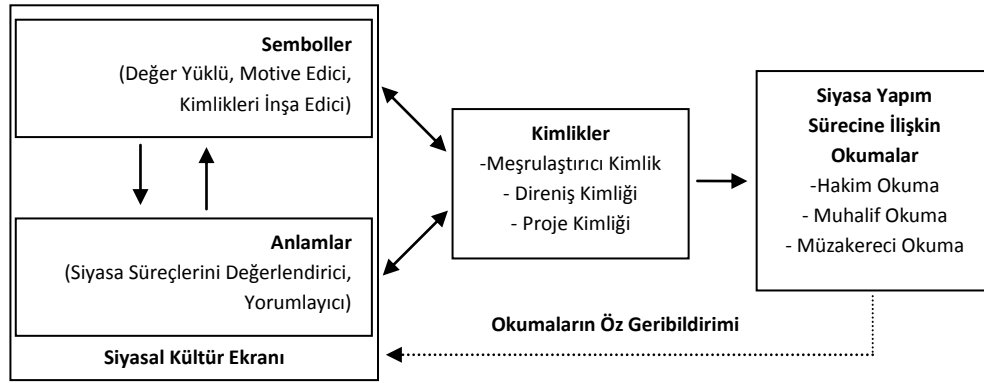 Semboller
(Değer Yüklü, Motive Edici,
Kimlikleri İnşa Edici)
Anlamlar
(Siyasa Süreçlerini Değerlendirici,
Yorumlayıcı)
Siyasal Kültür Ekranı
Kimlikler
-Meşrulaştırıcı Kimlik
- Direniş Kimliği
- Proje Kimliği
Siyasa Yapım
Sürecine İlişkin
Okumalar
-Hakim Okuma
- Muhalif Okuma
- Müzakereci Okuma
Okumaların Öz Geribildirimi